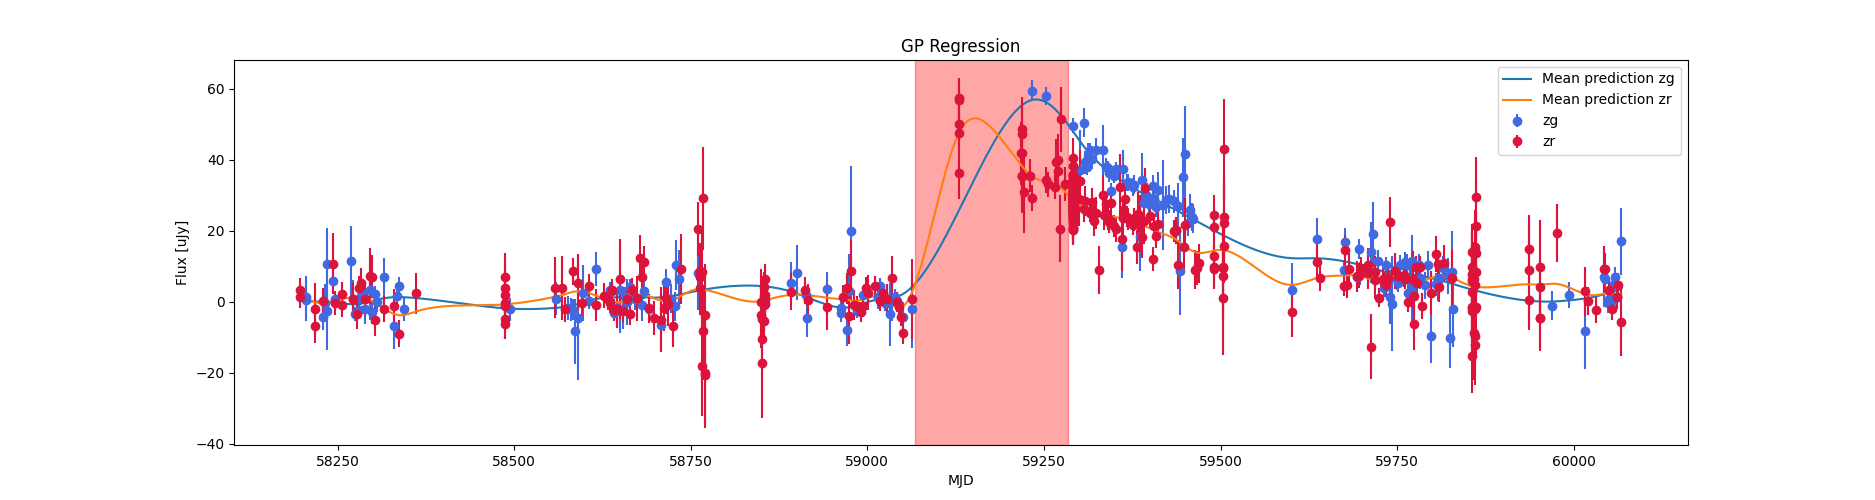 GP Regression
Flux [uJy]
60
40
20
0
−20
−40
Mean prediction zg
Mean prediction zr
zg
zr
58250 58500 58750 59000 59250 59500 59750 60000
MJD